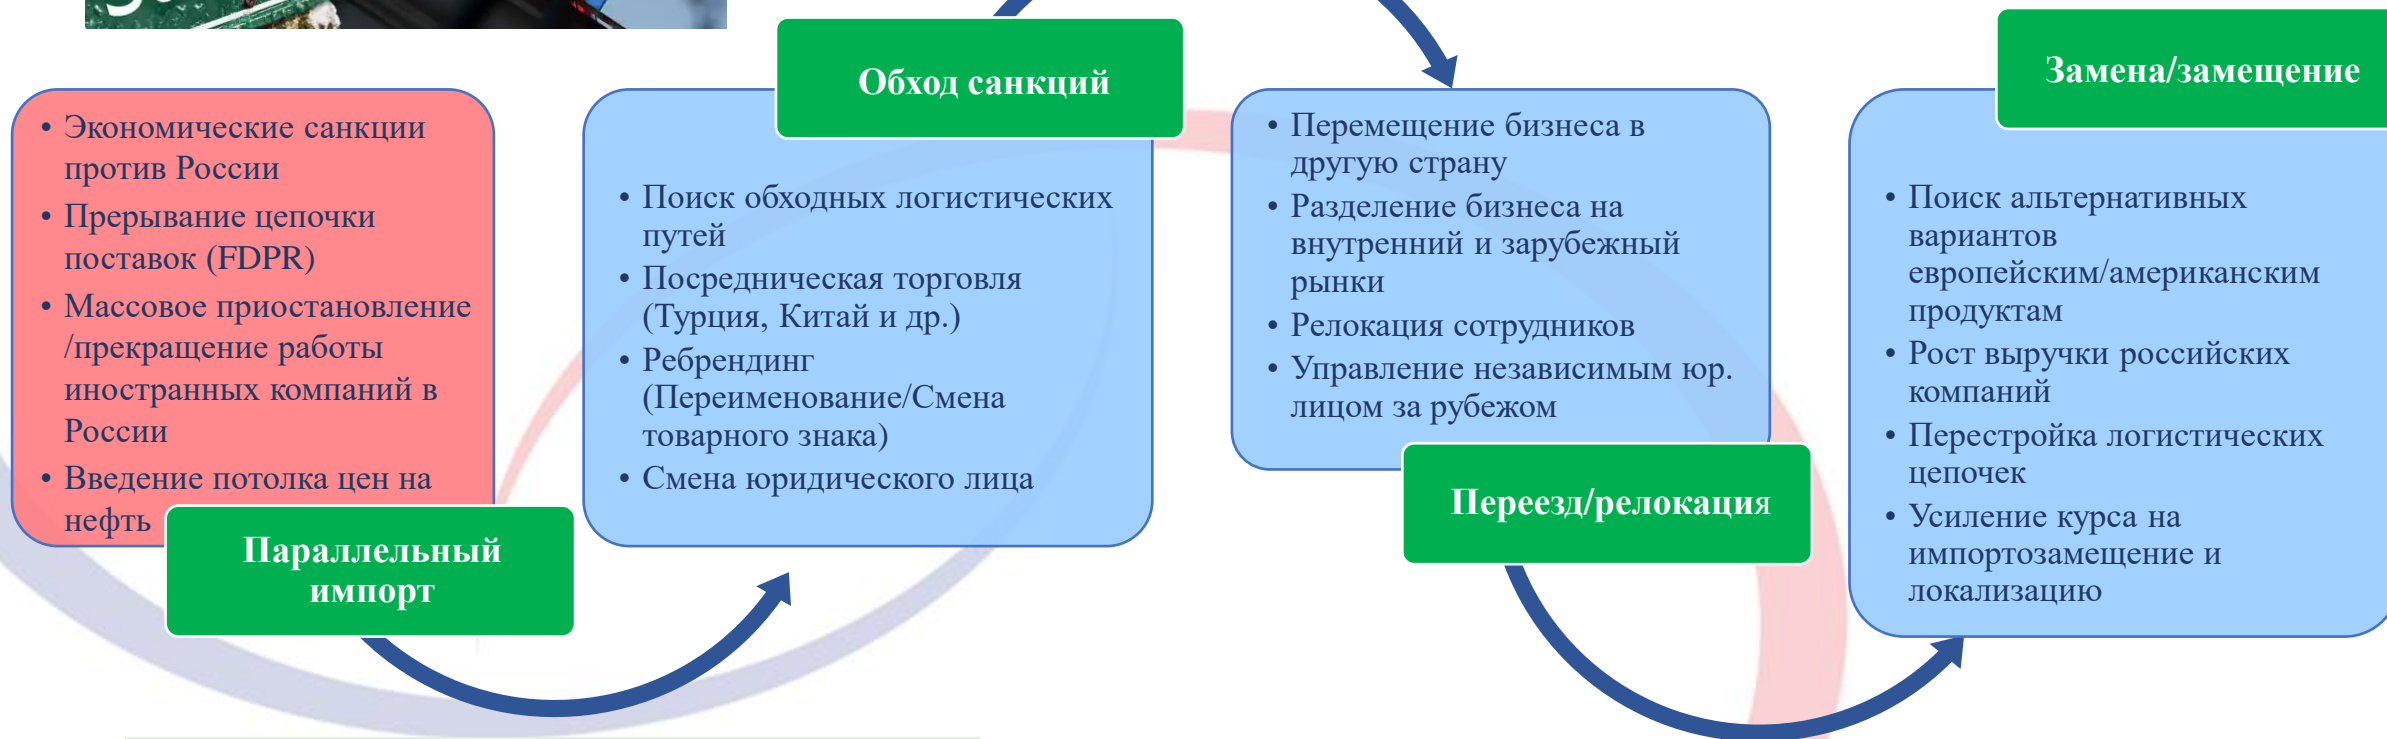 • Экономические санкции
против России
• Прерывание цепочки
поставок (FDPR)
• Массовое приостановление
/прекращение работы
иностранных компаний в
России
• Введение потолка цен на
нефть
Параллельный
импорт
Обход санкций
• Поиск обходных логистических
путей
• Посредническая торговля
(Турция, Китай и др.)
• Ребрендинг
(Переименование/Смена
товарного знака)
• Смена юридического лица
• Перемещение бизнеса в
другую страну
• Разделение бизнеса на
внутренний и зарубежный
рынки
• Релокация сотрудников
• Управление независимым юр.
лицом за рубежом
Переезд/релокация
Замена/замещение
• Поиск альтернативных
вариантов
европейским/американским
продуктам
• Рост выручки российских
компаний
• Перестройка логистических
цепочек
• Усиление курса на
импортозамещение и
локализацию